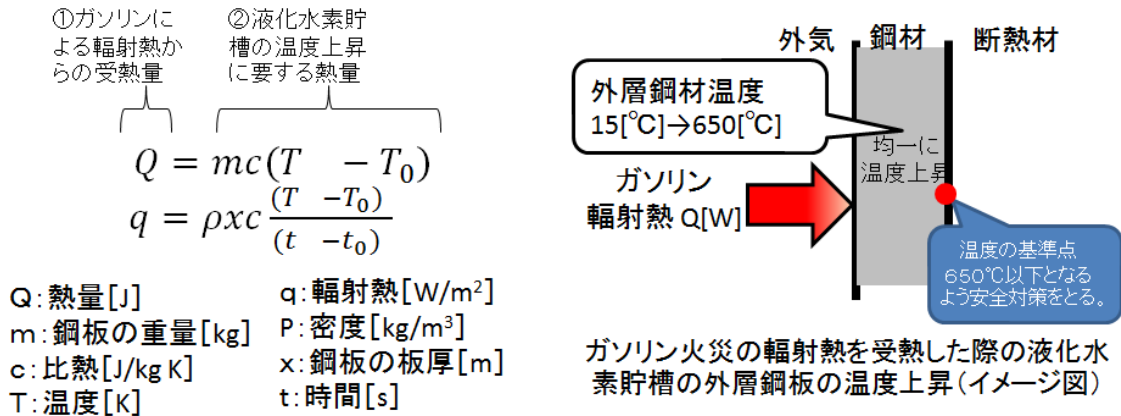 ①ガソリンに
よる輻射熱か
らの受熱量
②液化水素貯
槽の温度上昇
に要する熱量
Q = mc(T − T₀)
q = ρxc (T −T₀)/(t −t₀)
Q:熱量[J]
m:鋼板の重量[kg]
c:比熱[J/kg K]
T:温度[K]
q:輻射熱[W/m²]
P:密度[kg/m³]
x:鋼板の板厚[m]
t:時間[s]
外気
鋼材
断熱材
外層鋼材温度
15[℃]→650[℃]
均一に
温度上昇
ガソリン
輻射熱 Q[W]
温度の基準点
650℃以下となる
よう安全対策をとる。
ガソリン火災の輻射熱を受熱した際の液化水
素貯槽の外層鋼板の温度上昇(イメージ図)